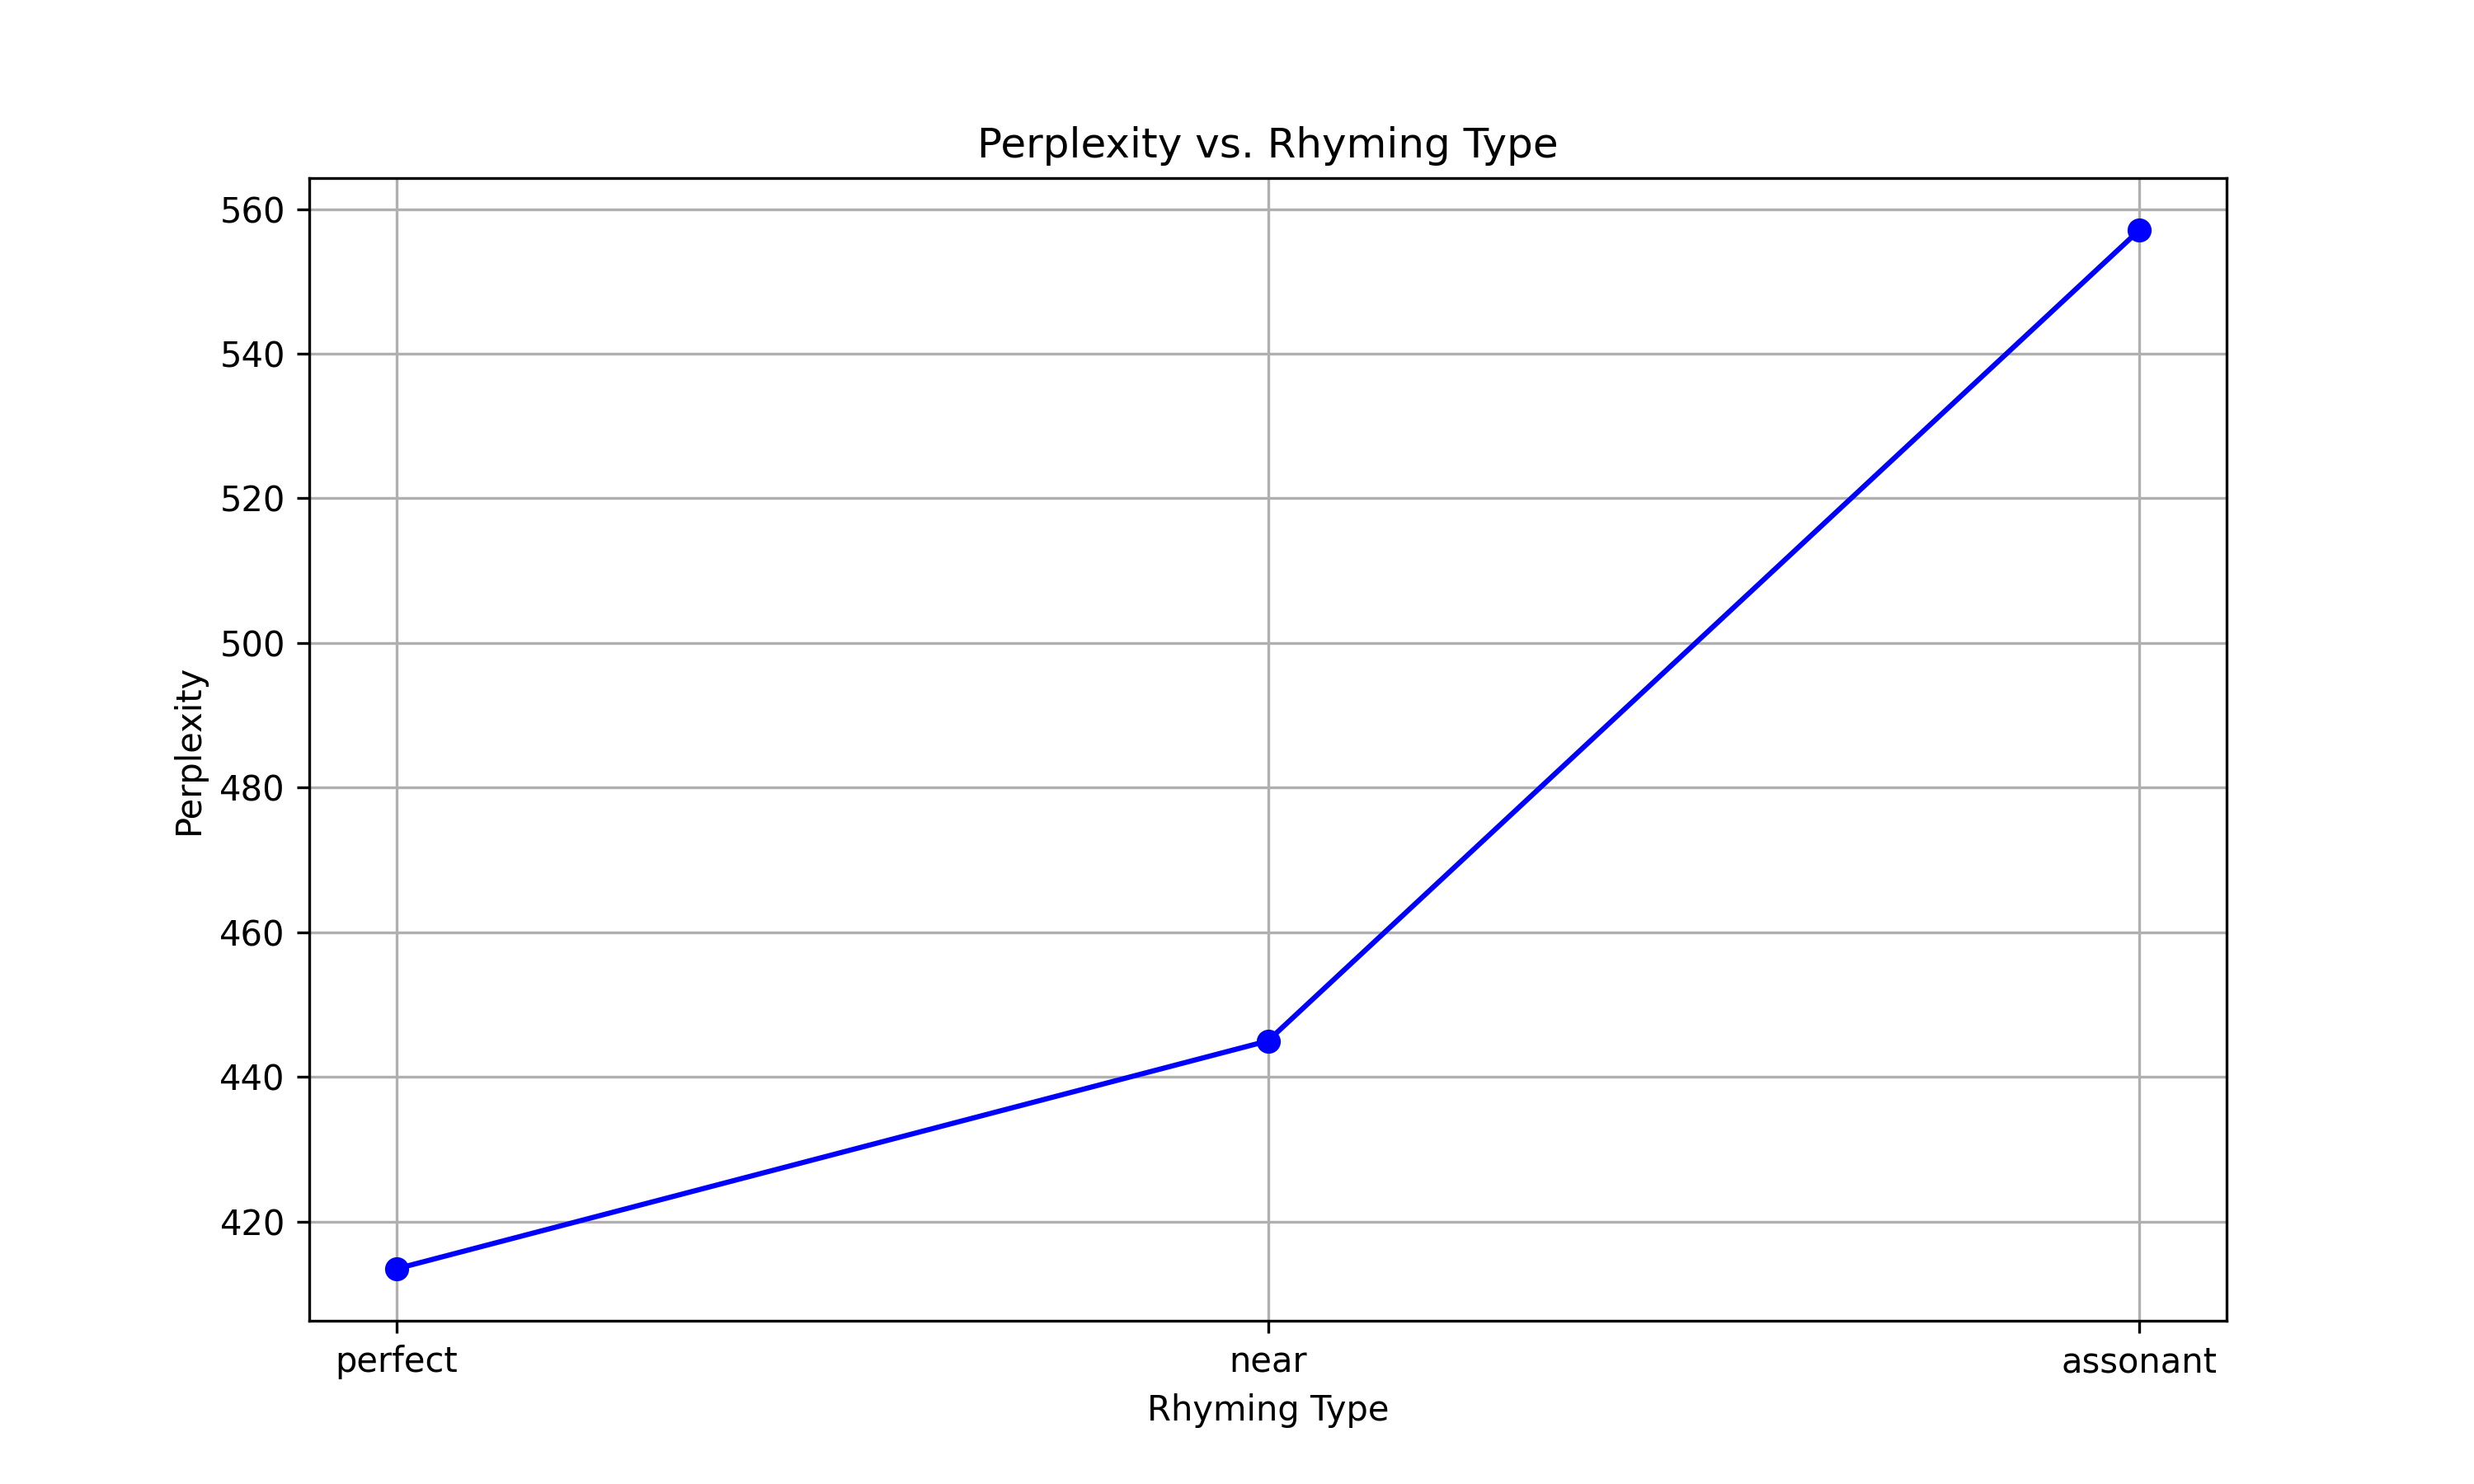 Perplexity vs. Rhyming Type
560
540
520
500
480
460
440
420
Perplexity
perfect
near
assonant
Rhyming Type